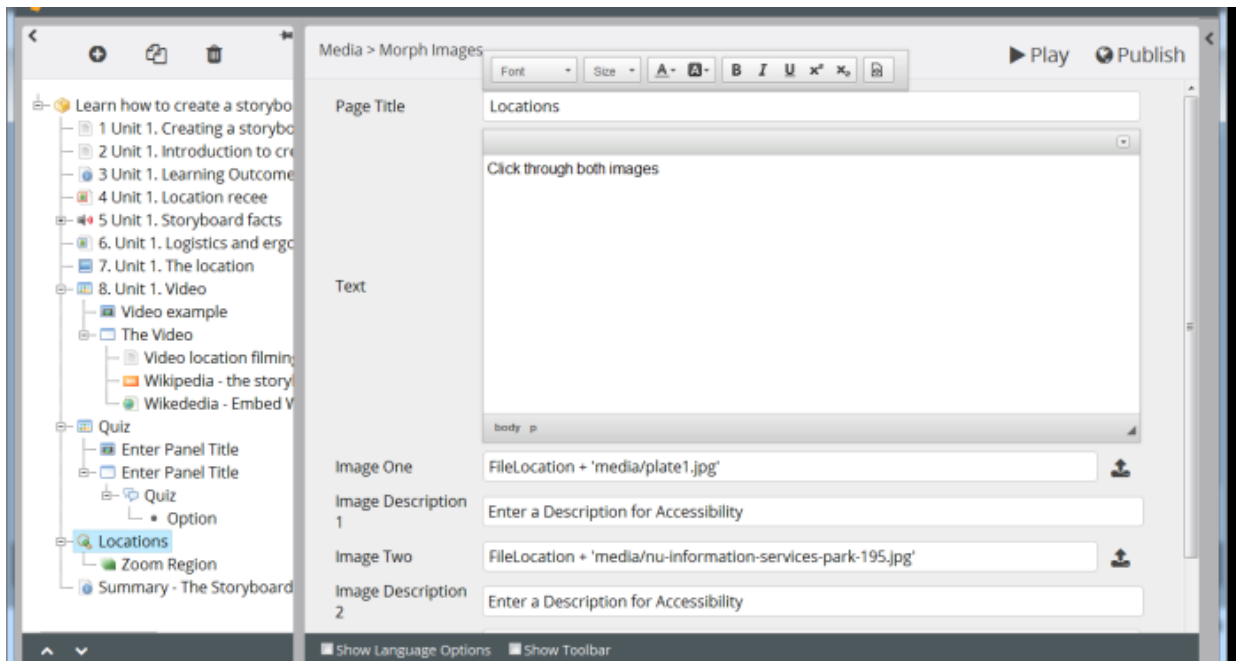 Media > Morph Images
Play
Publish
Font
Size
A
A
B I U x² x₂
Learn how to create a storybo
1 Unit 1. Creating a storybo
2 Unit 1. Introduction to cre
3 Unit 1. Learning Outcome
4 Unit 1. Location recee
5 Unit 1. Storyboard facts
6. Unit 1. Logistics and ergo
7. Unit 1. The location
8. Unit 1. Video
Video example
The Video
Video location filming
Wikipedia - the story
Wikededia - Embed W
Quiz
Enter Panel Title
Enter Panel Title
Quiz
Option
Locations
Zoom Region
Summary - The Storyboard
Page Title
Locations
Text
Click through both images
body p
Image One
FileLocation + 'media/plate1.jpg'
Image Description
1
Enter a Description for Accessibility
Image Two
FileLocation + 'media/nu-information-services-park-195.jpg'
Image Description
2
Enter a Description for Accessibility
Show Language Options
Show Toolbar